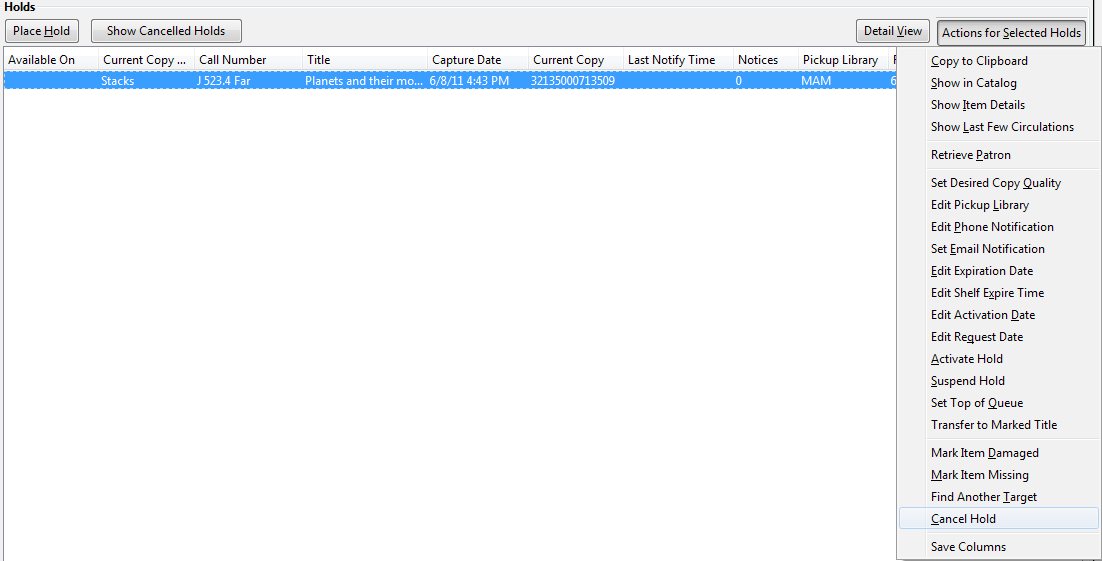 Holds
Place Hold Show Cancelled Holds Detail View Actions for Selected Holds
Available On Current Copy ... Call Number Title Capture Date Current Copy Last Notify Time Notices Pickup Library
Stacks J 523.4 Far Planets and their mo... 6/8/11 4:43 PM 32135000713509 0 MAM 6
Copy to Clipboard
Show in Catalog
Show Item Details
Show Last Few Circulations
Retrieve Patron
Set Desired Copy Quality
Edit Pickup Library
Edit Phone Notification
Set Email Notification
Edit Expiration Date
Edit Shelf Expire Time
Edit Activation Date
Edit Request Date
Activate Hold
Suspend Hold
Set Top of Queue
Transfer to Marked Title
Mark Item Damaged
Mark Item Missing
Find Another Target
Cancel Hold
Save Columns